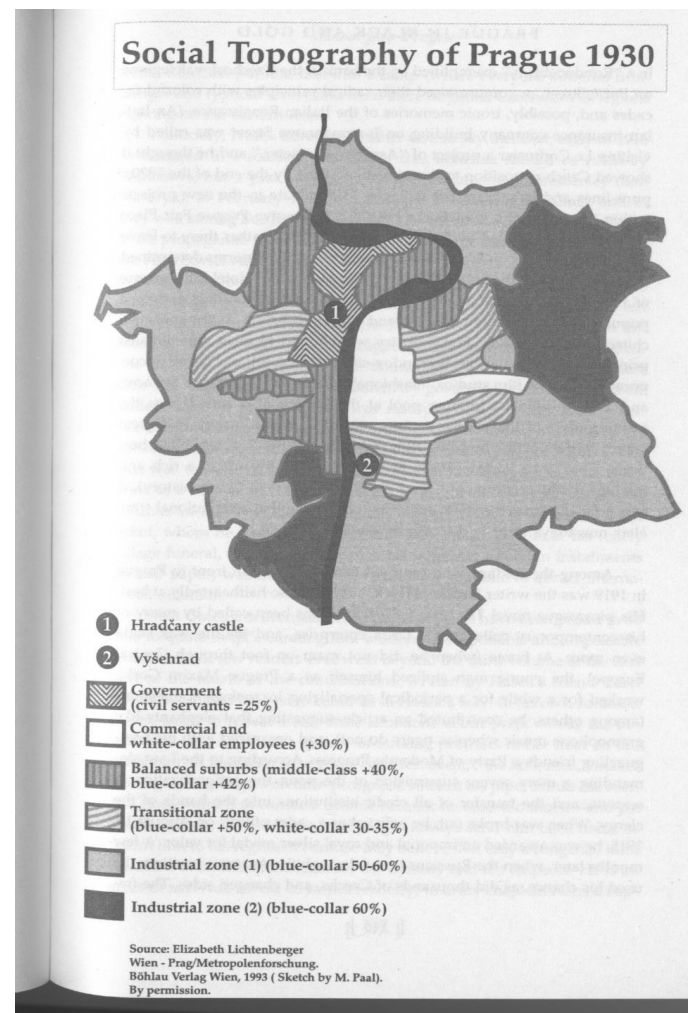 Social Topography of Prague 1930
1
2
1 Hradčany castle
2 Vyšehrad
Government
(civil servants =25%)
Commercial and
white-collar employees (+30%)
Balanced suburbs (middle-class +40%,
blue-collar +42%)
Transitional zone
(blue-collar +50%, white-collar 30-35%)
Industrial zone (1) (blue-collar 50-60%)
Industrial zone (2) (blue-collar 60%)
Source: Elizabeth Lichtenberger
Wien - Prag/Metropolenforschung.
Böhlau Verlag Wien, 1993 ( Sketch by M. Paal).
By permission.